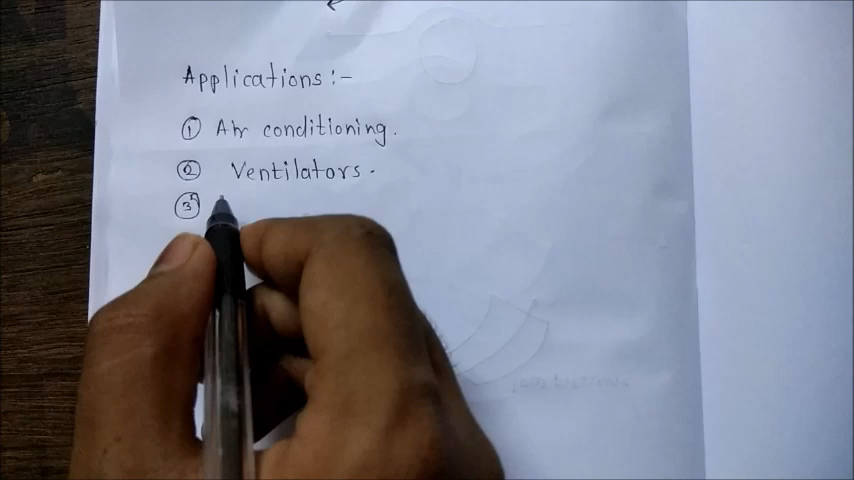 Applications :-
① Air conditioning.
② Ventilators.
③